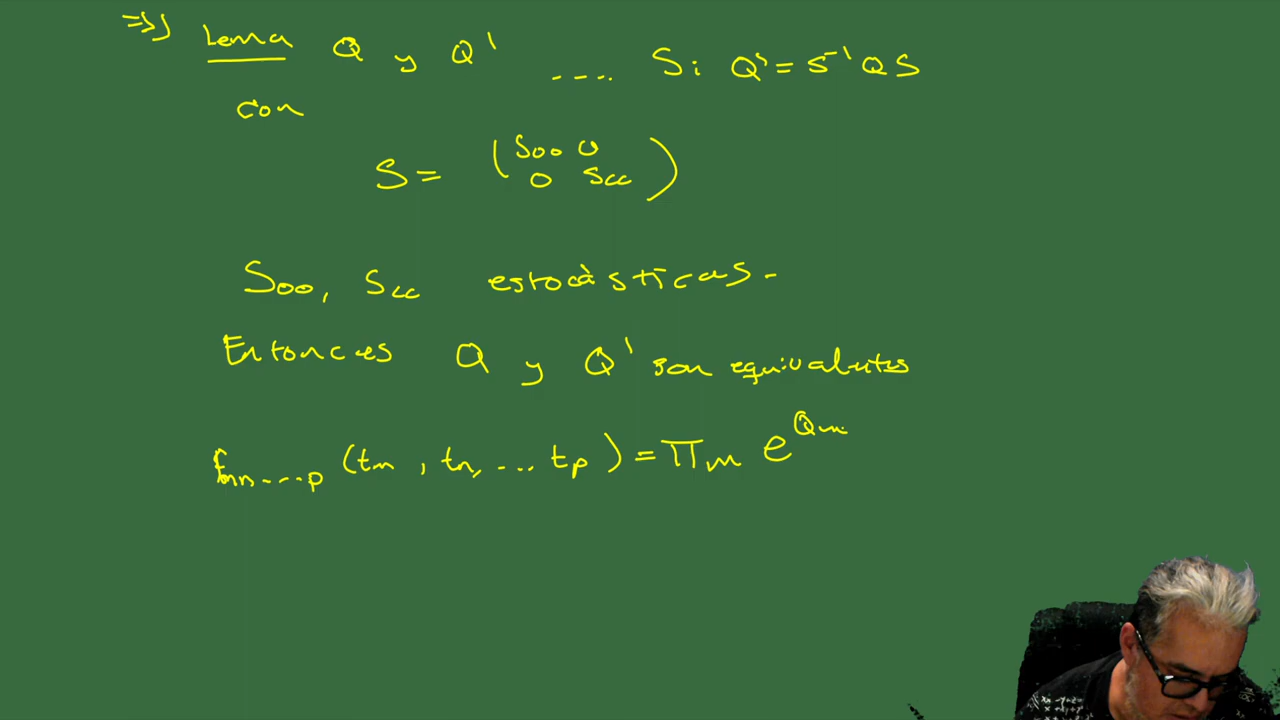 =>> Lema Q y Q' .... Si Q' = S⁻¹ Q S
con
S = ( Soo 0
0 Scc )
Soo, Scc estocásticas -
Entonces Q y Q' son equivalentes
fmn...p (tm, tn, ... tp) = Πm e^Qm